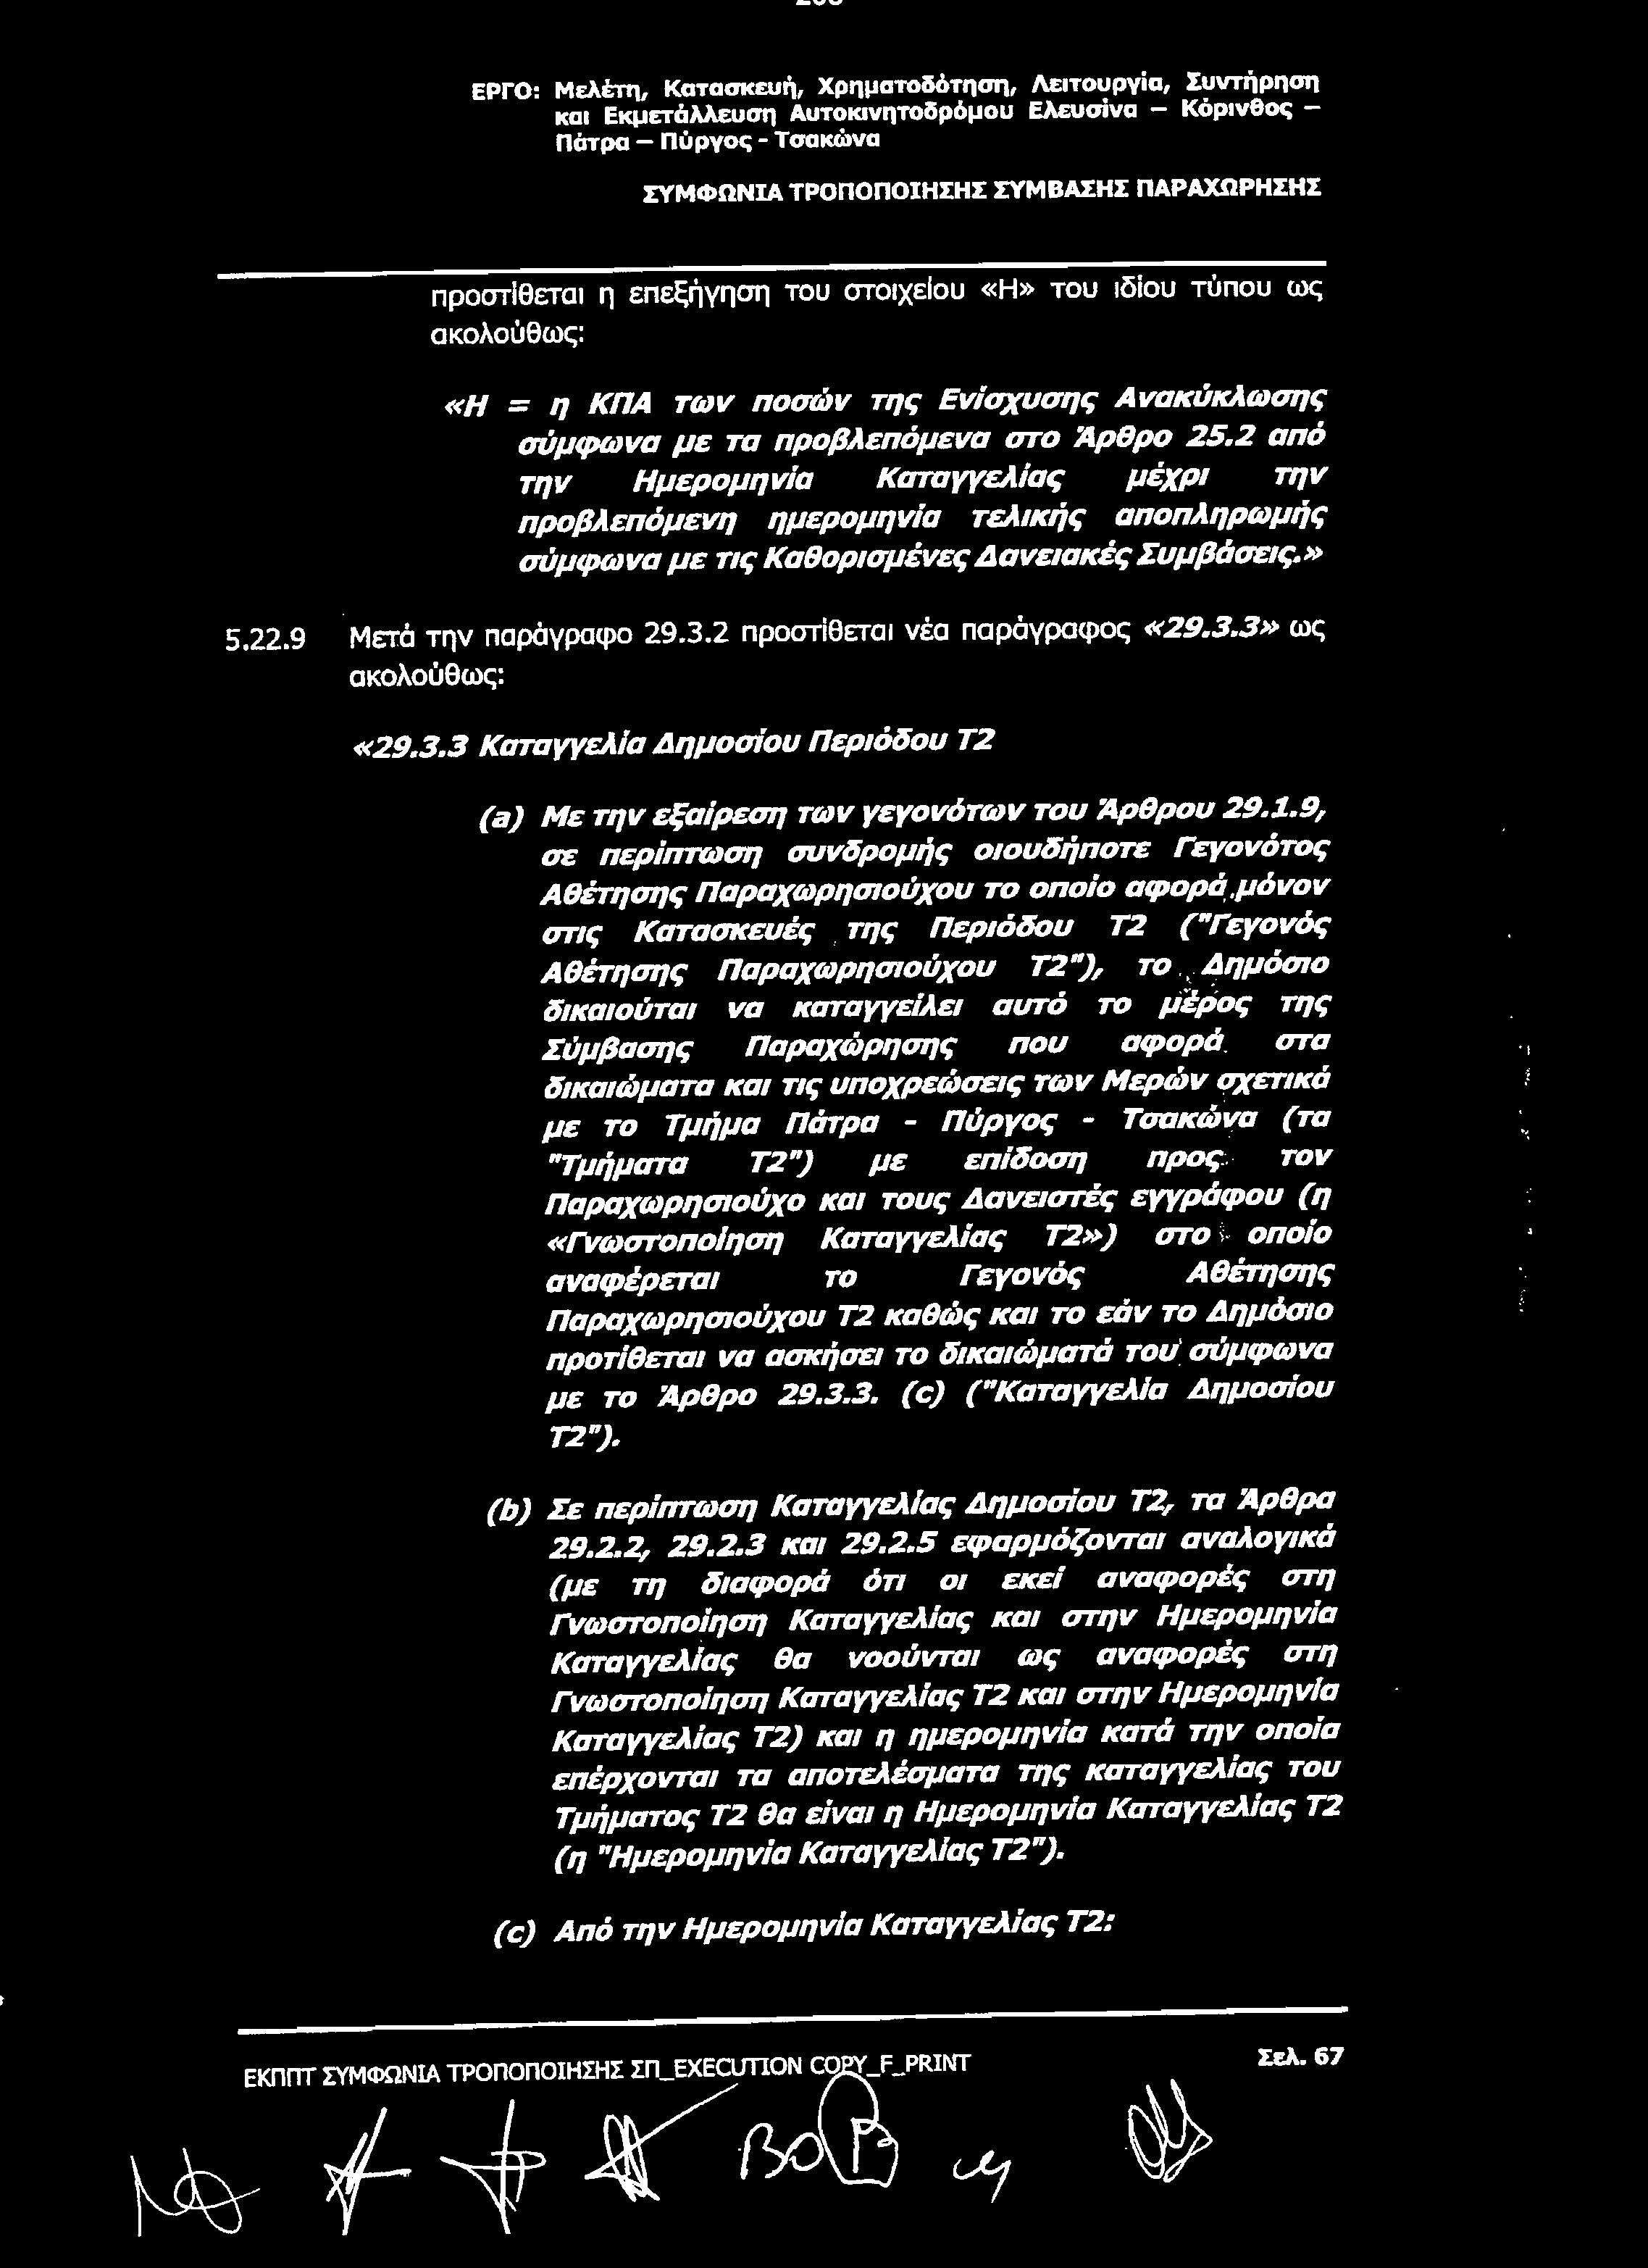 ΕΡΓΟ: Μελέτη, Κατασκευή, Χρηματοδότηση, Λειτουργία, Συντήρηση
και Εκμετάλλευση Αυτοκινητοδρόμου Ελευσίνα – Κόρινθος –
Πάτρα – Πύργος - Τσακώνα
ΣΥΜΦΩΝΙΑ ΤΡΟΠΟΠΟΙΗΣΗΣ ΣΥΜΒΑΣΗΣ ΠΑΡΑΧΩΡΗΣΗΣ
προστίθεται η επεξήγηση του στοιχείου «Η» του ιδίου τύπου ως
ακολούθως:
«Η = η ΚΠΑ των ποσών της Ενίσχυσης Ανακύκλωσης
σύμφωνα με τα προβλεπόμενα στο Άρθρο 25.2 από
την Ημερομηνία Καταγγελίας μέχρι την
προβλεπόμενη ημερομηνία τελικής αποπληρωμής
σύμφωνα με τις Καθορισμένες Δανειακές Συμβάσεις.»
5.22.9 Μετά την παράγραφο 29.3.2 προστίθεται νέα παράγραφος «29.3.3» ως
ακολούθως:
«29.3.3 Καταγγελία Δημοσίου Περιόδου Τ2
(a) Με την εξαίρεση των γεγονότων του Άρθρου 29.1.9,
σε περίπτωση συνδρομής οιουδήποτε Γεγονότος
Αθέτησης Παραχωρησιούχου το οποίο αφορά μόνον
στις Κατασκευές της Περιόδου Τ2 ("Γεγονός
Αθέτησης Παραχωρησιούχου Τ2"), το Δημόσιο
δικαιούται να καταγγείλει αυτό το μέρος της
Σύμβασης Παραχώρησης που αφορά στα
δικαιώματα και τις υποχρεώσεις των Μερών σχετικά
με το Τμήμα Πάτρα - Πύργος - Τσακώνα (τα
"Τμήματα Τ2") με επίδοση προς τον
Παραχωρησιούχο και τους Δανειστές εγγράφου (η
«Γνωστοποίηση Καταγγελίας Τ2») στο οποίο
αναφέρεται το Γεγονός Αθέτησης
Παραχωρησιούχου Τ2 καθώς και το εάν το Δημόσιο
προτίθεται να ασκήσει το δικαιώματά του σύμφωνα
με το Άρθρο 29.3.3. (c) ("Καταγγελία Δημοσίου
Τ2").
(b) Σε περίπτωση Καταγγελίας Δημοσίου Τ2, τα Άρθρα
29.2.2, 29.2.3 και 29.2.5 εφαρμόζονται αναλογικά
(με τη διαφορά ότι οι εκεί αναφορές στη
Γνωστοποίηση Καταγγελίας και στην Ημερομηνία
Καταγγελίας θα νοούνται ως αναφορές στη
Γνωστοποίηση Καταγγελίας Τ2 και στην Ημερομηνία
Καταγγελίας Τ2) και η ημερομηνία κατά την οποία
επέρχονται τα αποτελέσματα της καταγγελίας του
Τμήματος Τ2 θα είναι η Ημερομηνία Καταγγελίας Τ2
(η "Ημερομηνία Καταγγελίας Τ2").
(c) Από την Ημερομηνία Καταγγελίας Τ2:
ΕΚΠΠΤ ΣΥΜΦΩΝΙΑ ΤΡΟΠΟΠΟΙΗΣΗΣ ΣΠ_EXECUTION COPY_F_PRINT Σελ. 67